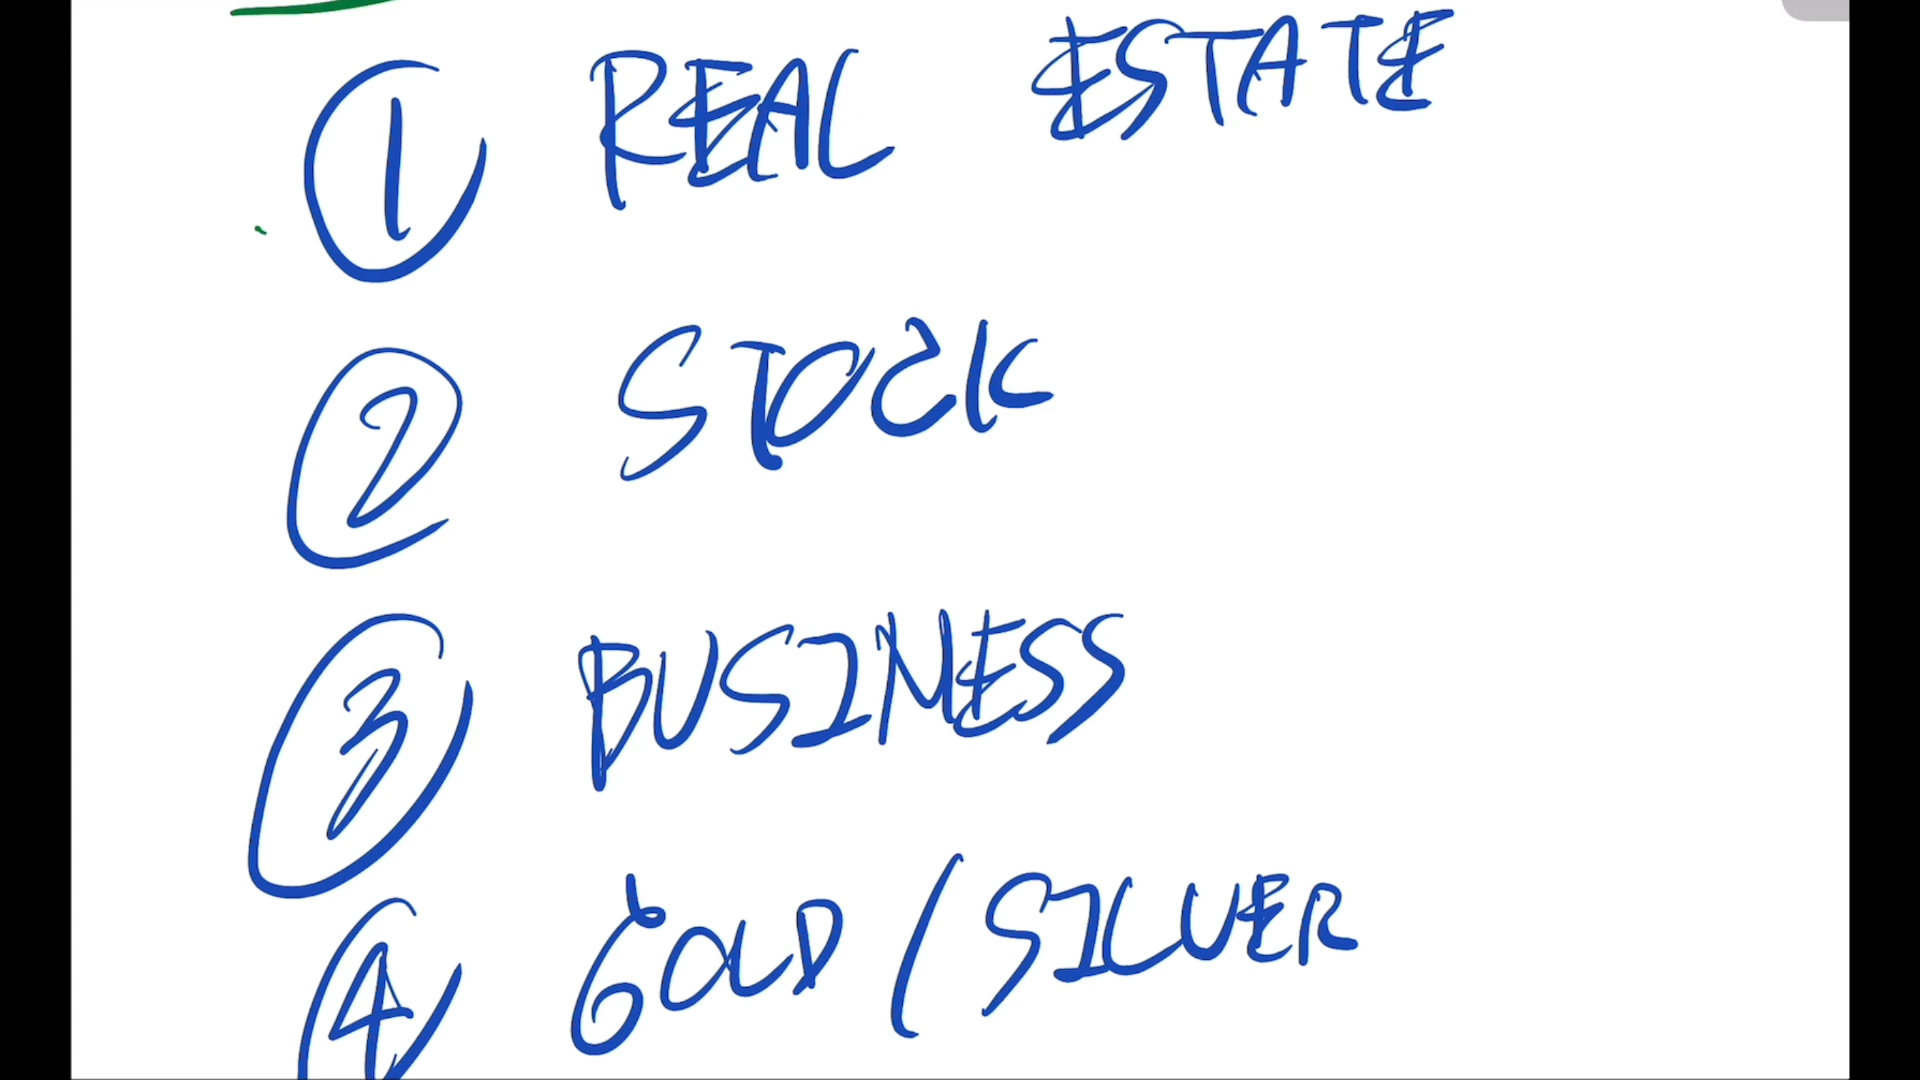 ① REAL ESTATE
② STOCK
③ BUSINESS
④ GOLD / SILVER